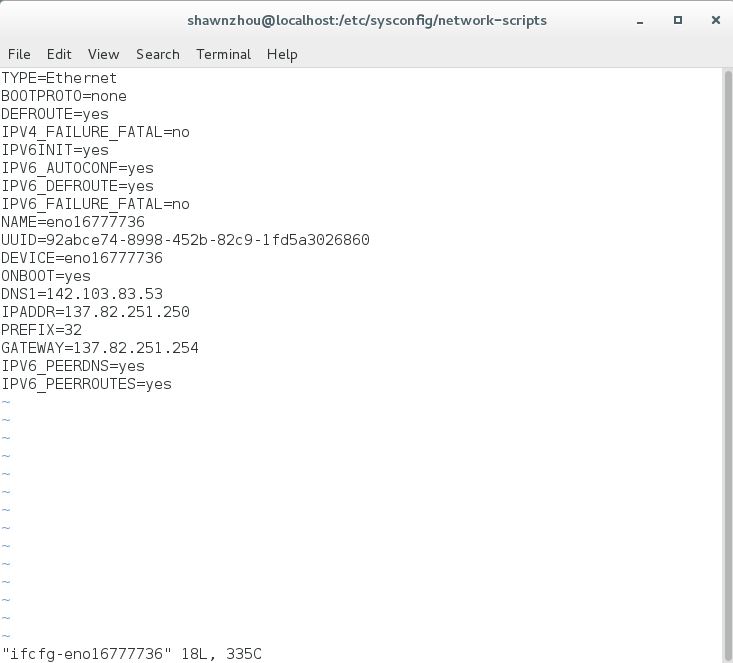 shawnzhou@localhost:/etc/sysconfig/network-scripts
File Edit View Search Terminal Help
TYPE=Ethernet
BOOTPROTO=none
DEFROUTE=yes
IPV4_FAILURE_FATAL=no
IPV6INIT=yes
IPV6_AUTOCONF=yes
IPV6_DEFROUTE=yes
IPV6_FAILURE_FATAL=no
NAME=eno16777736
UUID=92abce74-8998-452b-82c9-1fd5a3026860
DEVICE=eno16777736
ONBOOT=yes
DNS1=142.103.83.53
IPADDR=137.82.251.250
PREFIX=32
GATEWAY=137.82.251.254
IPV6_PEERDNS=yes
IPV6_PEERROUTES=yes
~
~
~
~
~
~
~
~
~
~
~
~
~
~
"ifcfg-eno16777736" 18L, 335C